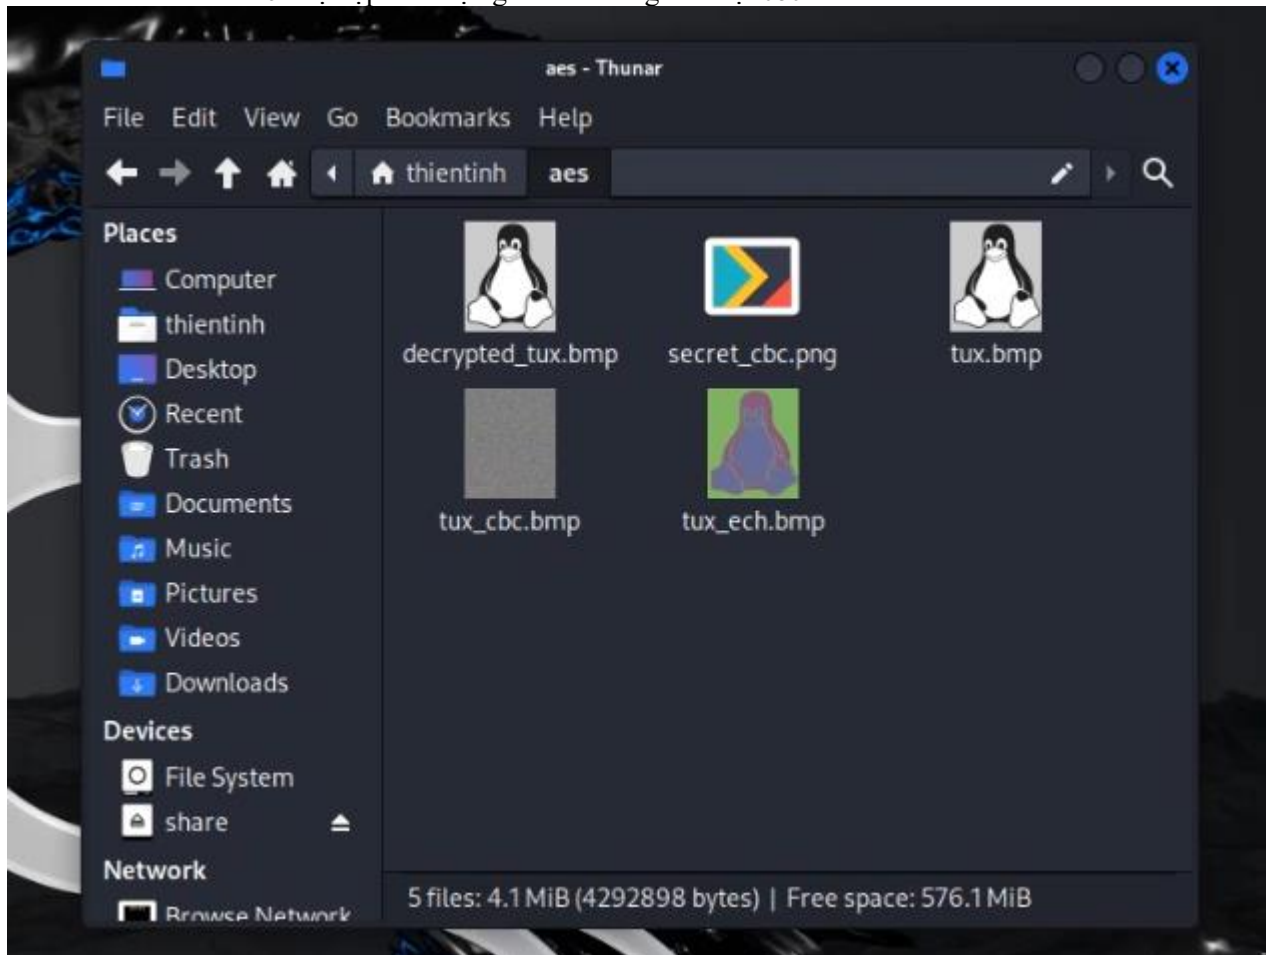 aes - Thunar
File Edit View Go Bookmarks Help
thientinh aes
Places
Computer
thientinh
Desktop
Recent
Trash
Documents
Music
Pictures
Videos
Downloads
Devices
File System
share
Network
Browse Network
decrypted_tux.bmp secret_cbc.png tux.bmp
tux_cbc.bmp tux_ech.bmp
5 files: 4.1 MiB (4292898 bytes) | Free space: 576.1 MiB